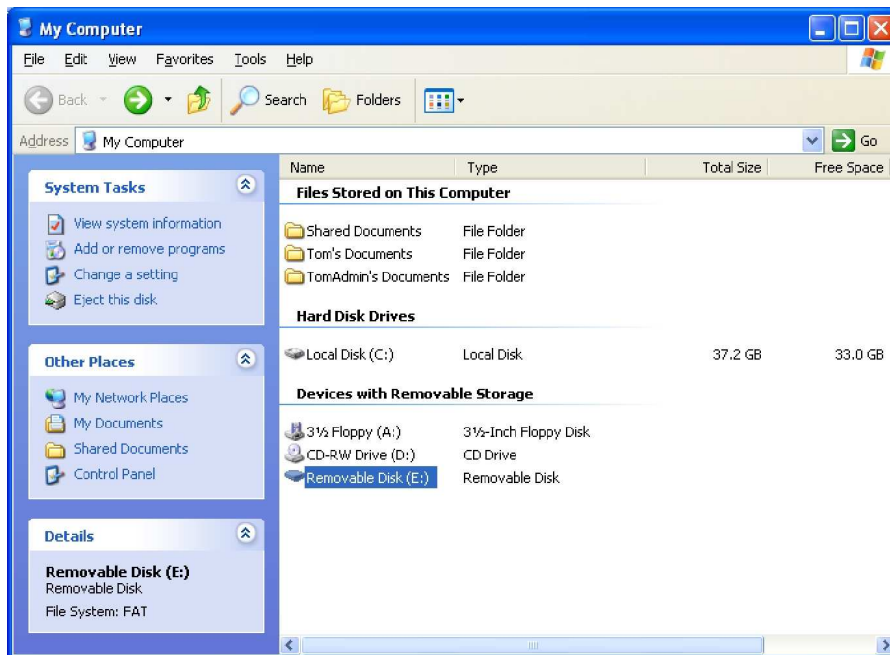 My Computer
File Edit View Favorites Tools Help
Back Search Folders
Address My Computer Go
Name Type Total Size Free Space
System Tasks
View system information
Add or remove programs
Change a setting
Eject this disk
Other Places
My Network Places
My Documents
Shared Documents
Control Panel
Details
Removable Disk (E:)
Removable Disk
File System: FAT
Files Stored on This Computer
Shared Documents File Folder
Tom's Documents File Folder
TomAdmin's Documents File Folder
Hard Disk Drives
Local Disk (C:) Local Disk 37.2 GB 33.0 GB
Devices with Removable Storage
3½ Floppy (A:) 3½-Inch Floppy Disk
CD-RW Drive (D:) CD Drive
Removable Disk (E:) Removable Disk